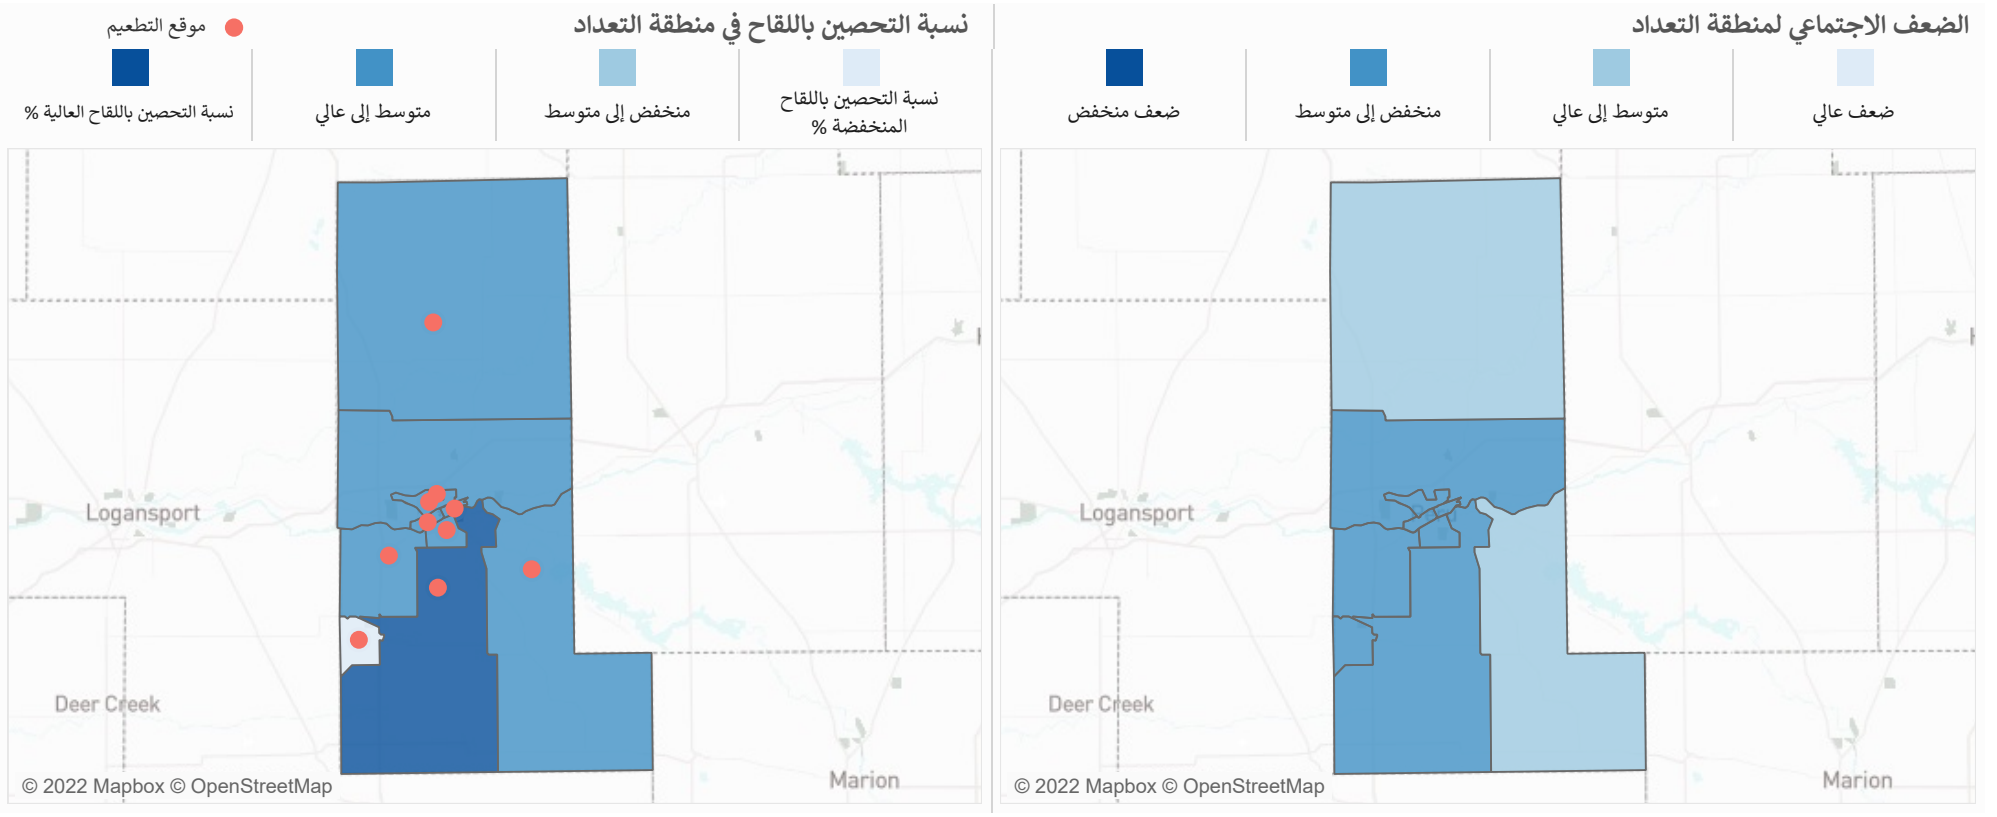 الضعف الاجتماعي لمنطقة التعداد
ضعف عالي
متوسط إلى عالي
منخفض إلى متوسط
ضعف منخفض
نسبة التحصين باللقاح في منطقة التعداد
موقع التطعيم
نسبة التحصين باللقاح
المنخفضة %
منخفض إلى متوسط
متوسط إلى عالي
نسبة التحصين باللقاح العالية %
Logansport
Deer Creek
Marion
© 2022 Mapbox © OpenStreetMap
Logansport
Deer Creek
Marion
© 2022 Mapbox © OpenStreetMap